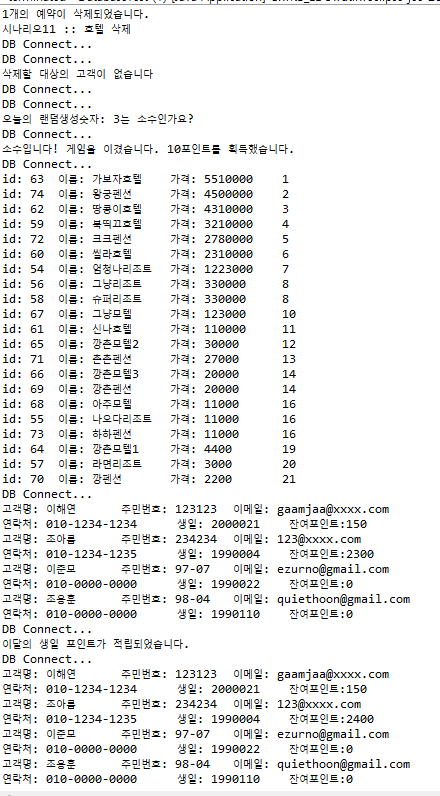 1개의 예약이 삭제되었습니다.
시나리오11 :: 호텔 삭제
DB Connect...
DB Connect...
삭제할 대상의 고객이 없습니다
DB Connect...
DB Connect...
오늘의 랜덤생성숫자: 3는 소수인가요?
DB Connect...
소수입니다! 게임을 이겼습니다. 10포인트를 획득했습니다.
DB Connect...
id: 63 이름: 가보자호텔 가격: 5510000 1
id: 74 이름: 왕궁펜션 가격: 4500000 2
id: 62 이름: 땅콩이호텔 가격: 4310000 3
id: 59 이름: 북떡끄호텔 가격: 3210000 4
id: 72 이름: 크크펜션 가격: 2780000 5
id: 60 이름: 씰라호텔 가격: 2310000 6
id: 54 이름: 엄청나리조트 가격: 1223000 7
id: 56 이름: 그냥리조트 가격: 330000 8
id: 58 이름: 슈퍼리조트 가격: 330000 8
id: 67 이름: 그냥모텔 가격: 123000 10
id: 61 이름: 신나호텔 가격: 110000 11
id: 65 이름: 깡촌모텔2 가격: 30000 12
id: 71 이름: 촌촌펜션 가격: 27000 13
id: 66 이름: 깡촌모텔3 가격: 20000 14
id: 69 이름: 깡촌펜션 가격: 20000 14
id: 68 이름: 아주모텔 가격: 11000 16
id: 55 이름: 나오다리조트 가격: 11000 16
id: 73 이름: 하하펜션 가격: 11000 16
id: 64 이름: 깡촌모텔1 가격: 4400 19
id: 57 이름: 라면리조트 가격: 3000 20
id: 70 이름: 깡펜션 가격: 2200 21
DB Connect...
고객명: 이해연 주민번호: 123123 이메일: gaamjaa@xxxx.com
연락처: 010-1234-1234 생일: 2000021 잔여포인트:150
고객명: 조아름 주민번호: 234234 이메일: 123@xxxx.com
연락처: 010-1234-1235 생일: 1990004 잔여포인트:2300
고객명: 이준모 주민번호: 97-07 이메일: ezurno@gmail.com
연락처: 010-0000-0000 생일: 1990022 잔여포인트:0
고객명: 조용훈 주민번호: 98-04 이메일: quiethoon@gmail.com
연락처: 010-0000-0000 생일: 1990110 잔여포인트:0
DB Connect...
이달의 생일 포인트가 적립되었습니다.
DB Connect...
고객명: 이해연 주민번호: 123123 이메일: gaamjaa@xxxx.com
연락처: 010-1234-1234 생일: 2000021 잔여포인트:150
고객명: 조아름 주민번호: 234234 이메일: 123@xxxx.com
연락처: 010-1234-1235 생일: 1990004 잔여포인트:2400
고객명: 이준모 주민번호: 97-07 이메일: ezurno@gmail.com
연락처: 010-0000-0000 생일: 1990022 잔여포인트:0
고객명: 조용훈 주민번호: 98-04 이메일: quiethoon@gmail.com
연락처: 010-0000-0000 생일: 1990110 잔여포인트:0